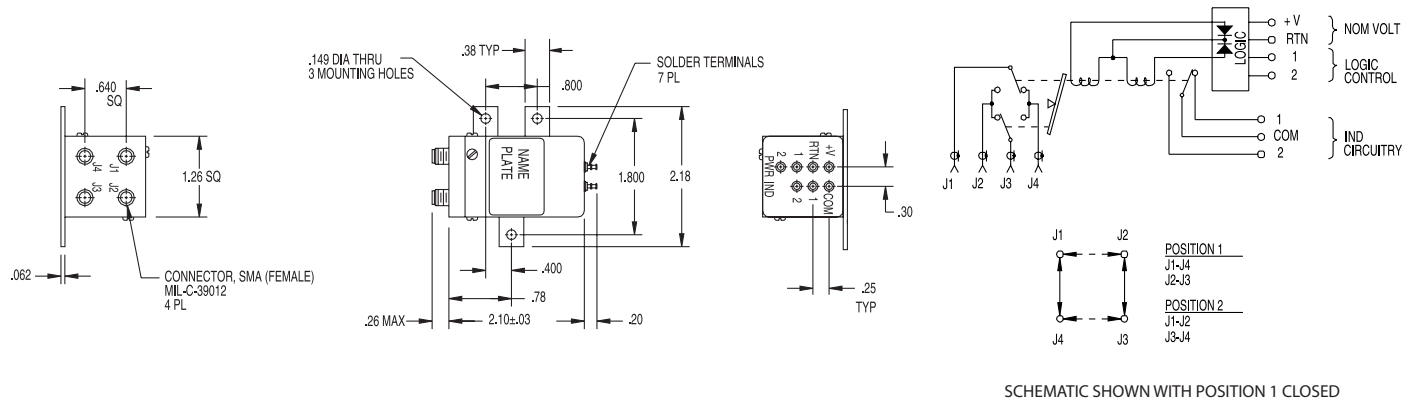 .640
SQ
J4
J1
J3
J2
1.26 SQ
.062
CONNECTOR, SMA (FEMALE)
MIL-C-39012
4 PL
.149 DIA THRU
3 MOUNTING HOLES
.38 TYP
.800
SOLDER TERMINALS
7 PL
NAME
PLATE
1.800
2.18
.400
.78
.26 MAX
2.10±.03
.20
+V
RTN
1
2
PWR
IND
COM
1
2
.30
.25
TYP
LOGIC
+ V
RTN
NOM VOLT
1
2
LOGIC
CONTROL
1
COM
2
IND
CIRCUITRY
J1
J2
J3
J4
J1
J2
J4
J3
POSITION 1
J1-J4
J2-J3
POSITION 2
J1-J2
J3-J4
SCHEMATIC SHOWN WITH POSITION 1 CLOSED